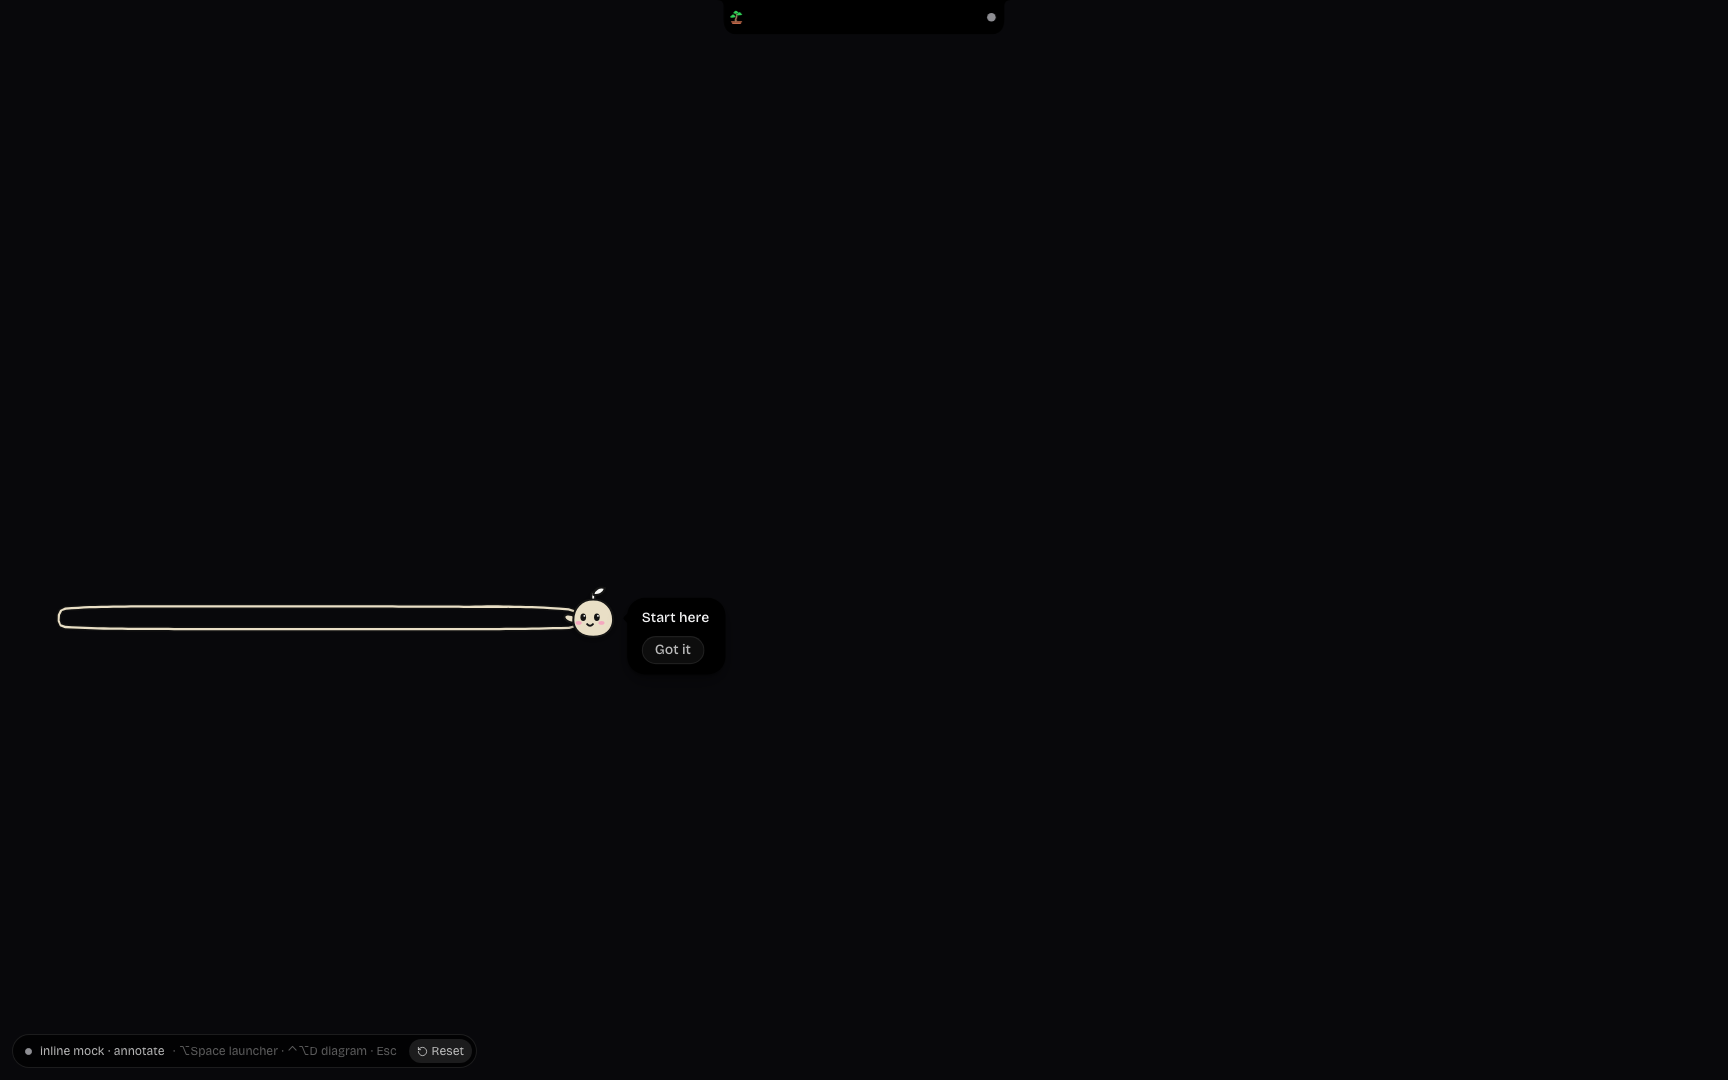 Start here
Got it
inline mock · annotate · ⌥Space launcher · ^⌥D diagram · Esc Reset